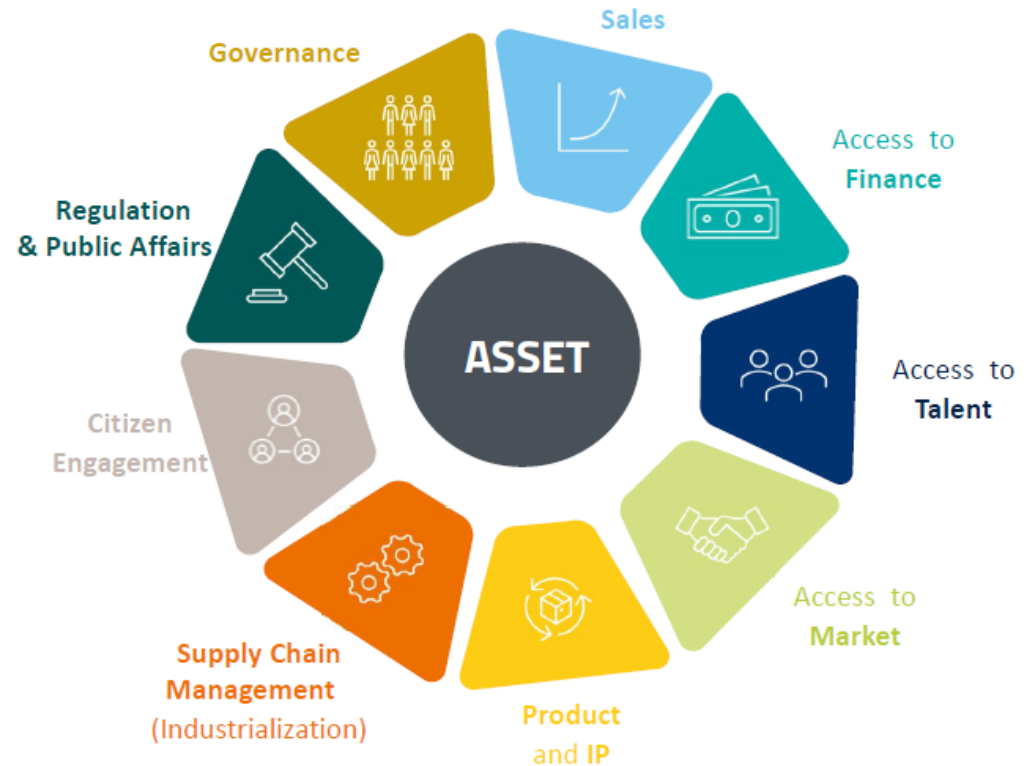 Sales
Governance
Access to
Finance
Regulation
& Public Affairs
ASSET
Access to
Talent
Citizen
Engagement
Access to
Market
Supply Chain
Management
(Industrialization)
Product
and IP